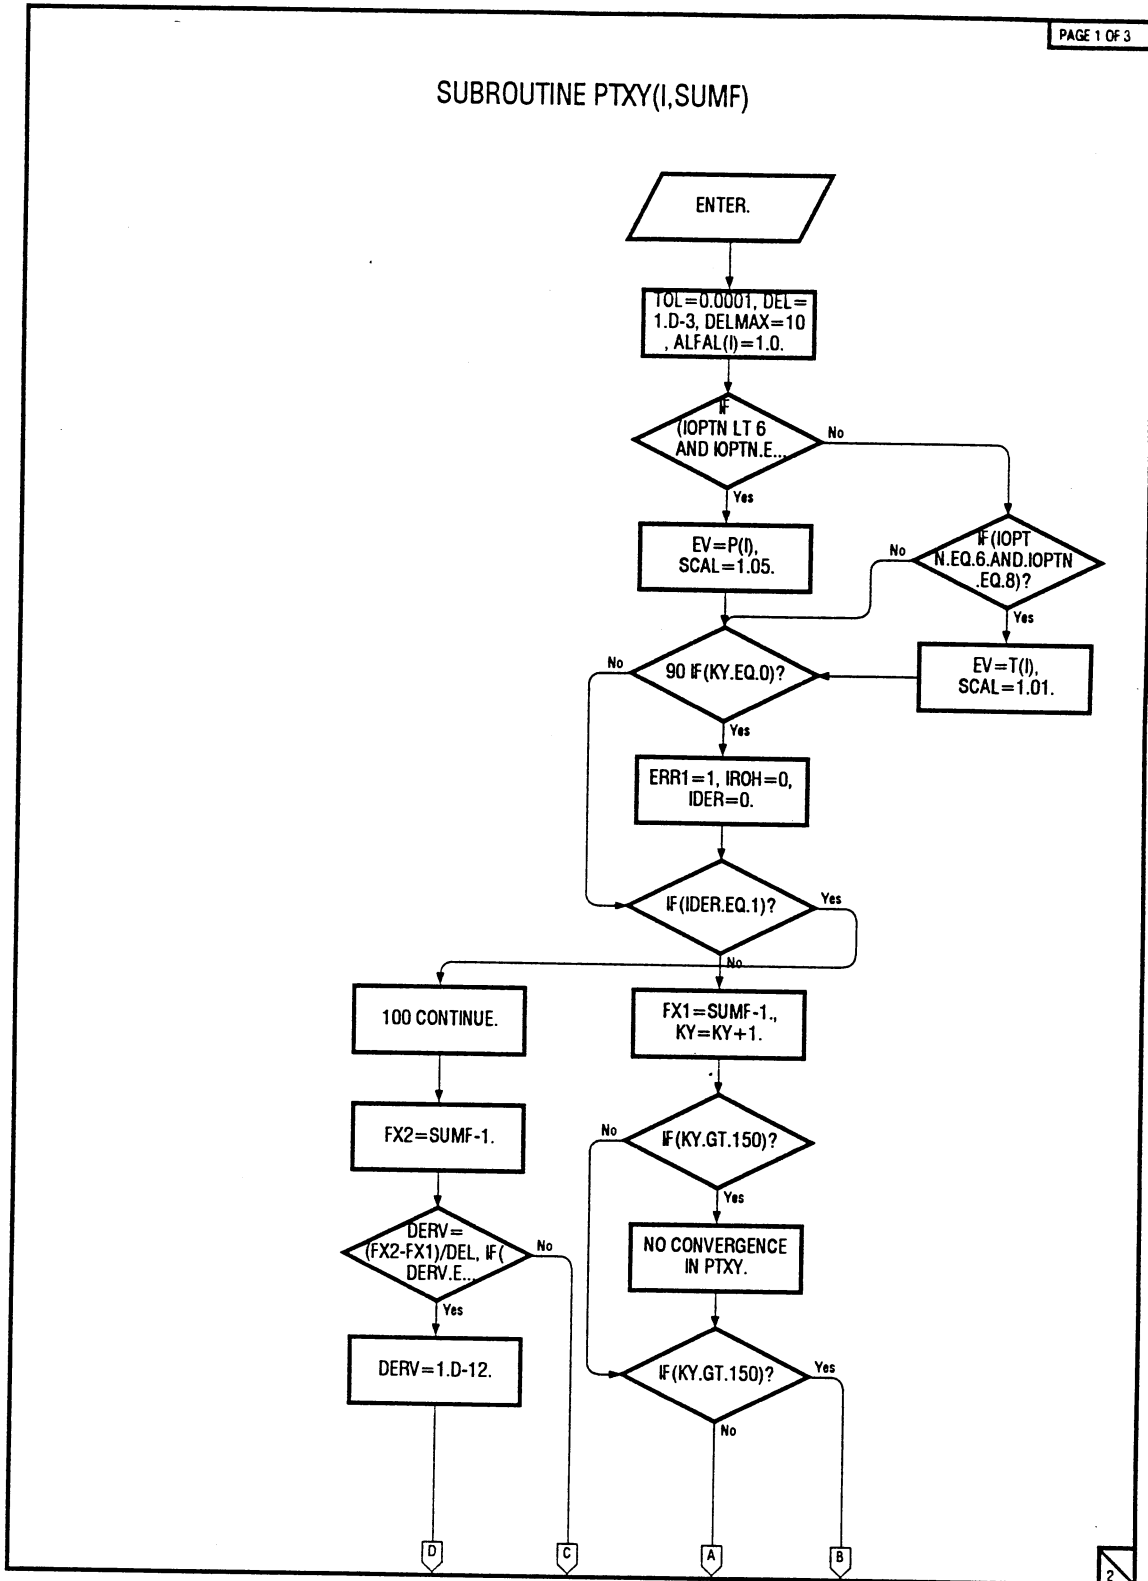 PAGE 1 OF 3
SUBROUTINE PTXY(I,SUMF)
ENTER.
TOL=0.0001, DEL=
1.D-3, DELMAX=10
, ALFAL(I)=1.0.
IF
(IOPTN LT 6
AND IOPTN.E...
No
Yes
EV=P(I),
SCAL=1.05.
IF(IOPT
N.EQ.6.AND.IOPTN
.EQ.8)?
No
Yes
EV=T(I),
SCAL=1.01.
90 IF(KY.EQ.0)?
No
Yes
ERR1=1, IROH=0,
IDER=0.
IF(IDER.EQ.1)?
Yes
No
100 CONTINUE.
FX1=SUMF-1.,
KY=KY+1.
FX2=SUMF-1.
IF(KY.GT.150)?
No
Yes
DERV=
(FX2-FX1)/DEL, IF(
DERV.E...
No
Yes
NO CONVERGENCE
IN PTXY.
DERV=1.D-12.
IF(KY.GT.150)?
Yes
No
D
C
A
B
2